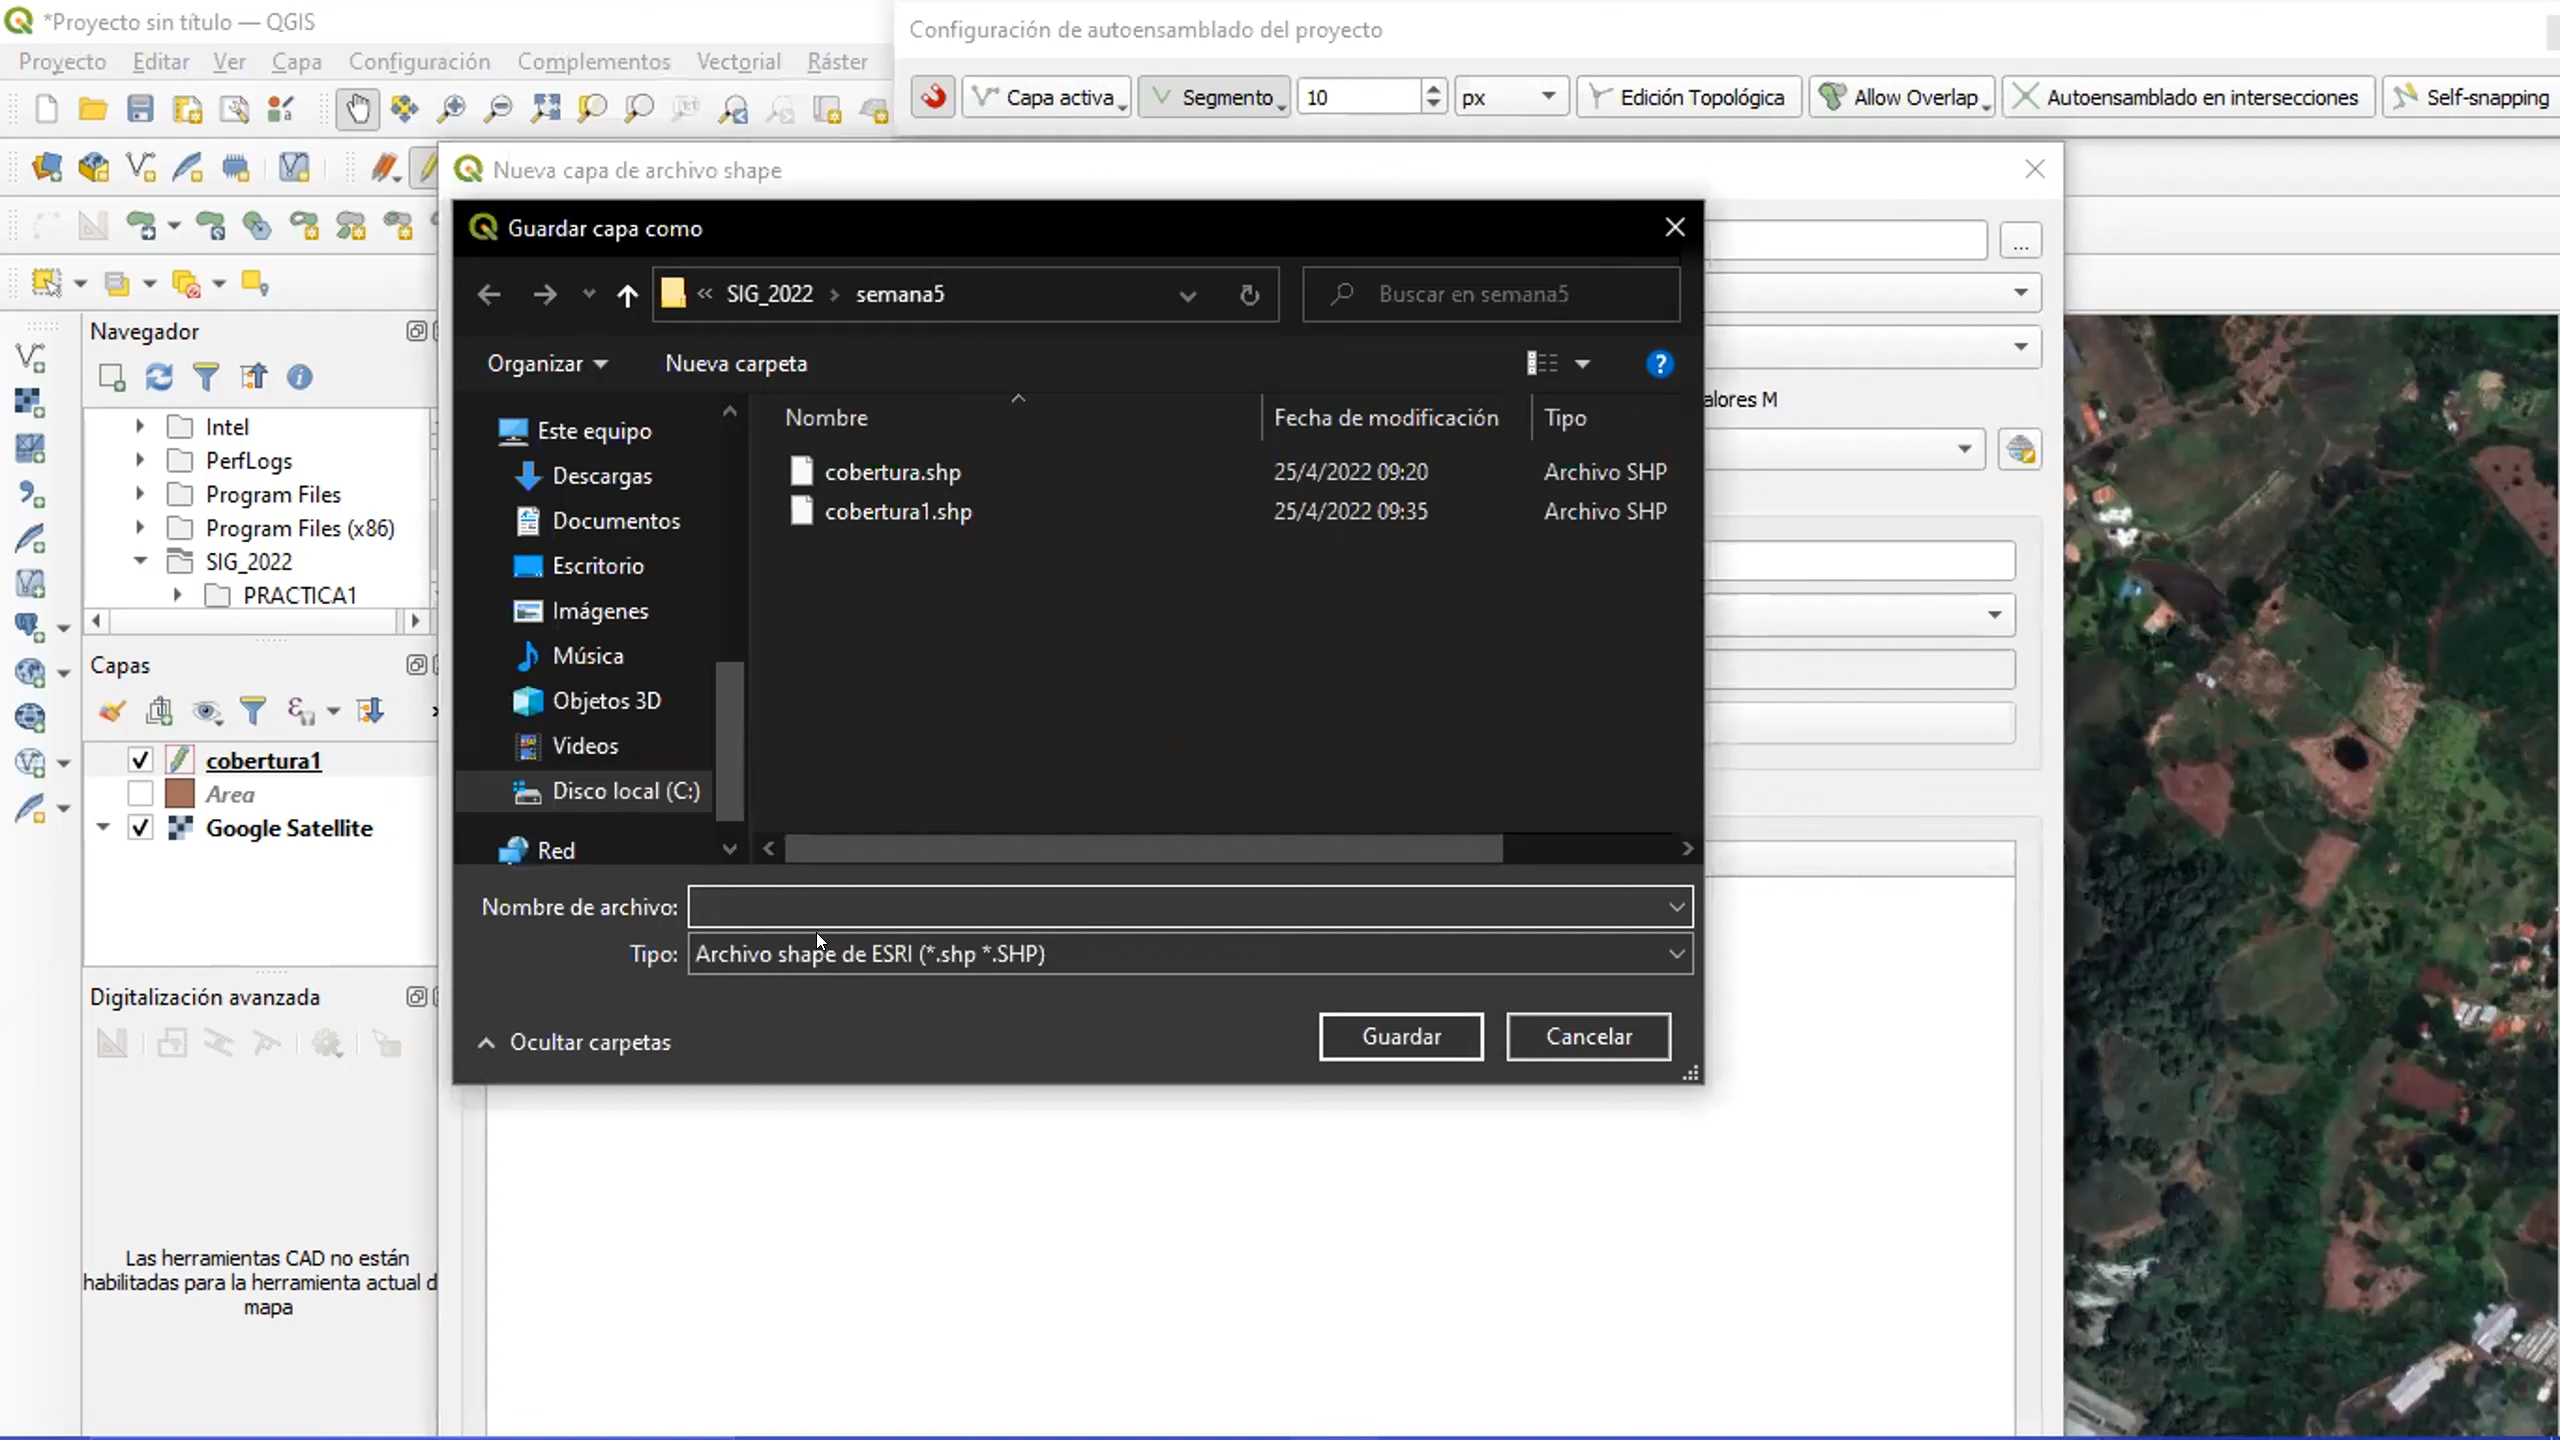 *Proyecto sin título — QGIS
Configuración de autoensamblado del proyecto
Proyecto Editar Ver Capa Configuración Complementos Vectorial Ráster
Capa activa Segmento 10 px Edición Topológica Allow Overlap Autoensamblado en intersecciones Self-snapping
Nueva capa de archivo shape
Guardar capa como
...
« SIG_2022 › semana5
Buscar en semana5
Organizar Nueva carpeta
Navegador
Intel
PerfLogs
Program Files
Program Files (x86)
SIG_2022
PRACTICA1
Este equipo
Descargas
Documentos
Escritorio
Imágenes
Música
Objetos 3D
Videos
Disco local (C:)
Red
Nombre Fecha de modificación Tipo
cobertura.shp 25/4/2022 09:20 Archivo SHP
cobertura1.shp 25/4/2022 09:35 Archivo SHP
alores M
Capas
cobertura1
Area
Google Satellite
Nombre de archivo:
Tipo: Archivo shape de ESRI (*.shp *.SHP)
Ocultar carpetas
Guardar Cancelar
Digitalización avanzada
Las herramientas CAD no están
habilitadas para la herramienta actual d
mapa